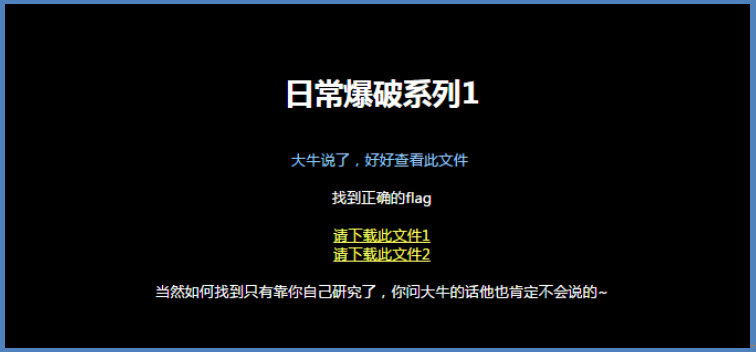 日常爆破系列1
大牛说了，好好查看此文件
找到正确的flag
请下载此文件1
请下载此文件2
当然如何找到只有靠你自己研究了，你问大牛的话他也肯定不会说的~